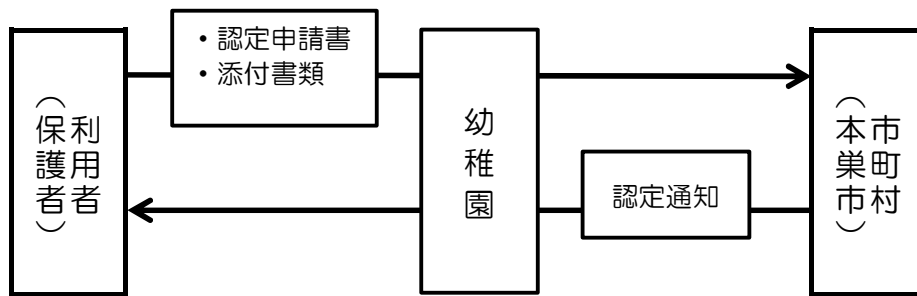 利用者
（保護者）
・認定申請書
・添付書類
幼稚園
認定通知
市町村
（本巣市）